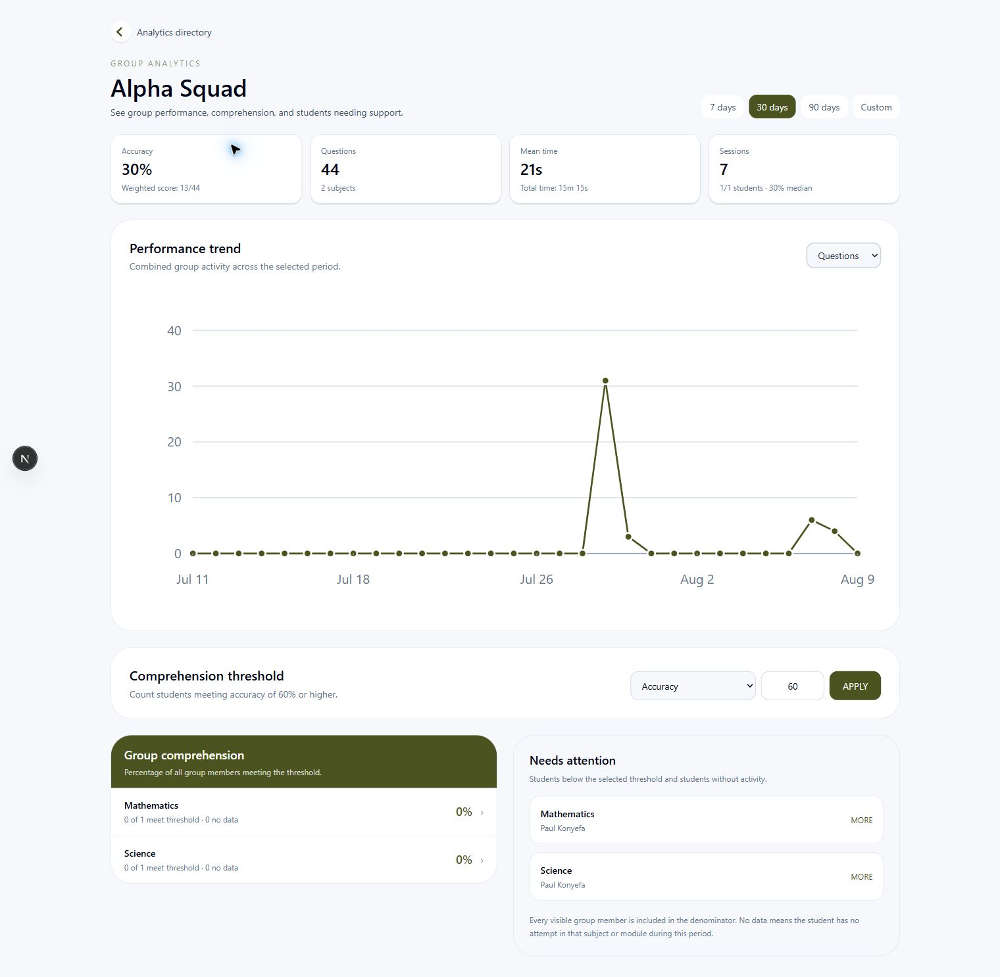 Analytics directory
GROUP ANALYTICS
Alpha Squad
See group performance, comprehension, and students needing support.
7 days
30 days
90 days
Custom
Accuracy
30%
Weighted score: 13/44
Questions
44
2 subjects
Mean time
21s
Total time: 15m 15s
Sessions
7
1/1 students · 30% median
Performance trend
Combined group activity across the selected period.
Questions
40
30
20
10
0
Jul 11
Jul 18
Jul 26
Aug 2
Aug 9
N
Comprehension threshold
Count students meeting accuracy of 60% or higher.
Accuracy
60
APPLY
Group comprehension
Percentage of all group members meeting the threshold.
Mathematics
0 of 1 meet threshold · 0 no data
0%
Science
0 of 1 meet threshold · 0 no data
0%
Needs attention
Students below the selected threshold and students without activity.
Mathematics
Paul Konyefa
MORE
Science
Paul Konyefa
MORE
Every visible group member is included in the denominator. No data means the student has no
attempt in that subject or module during this period.